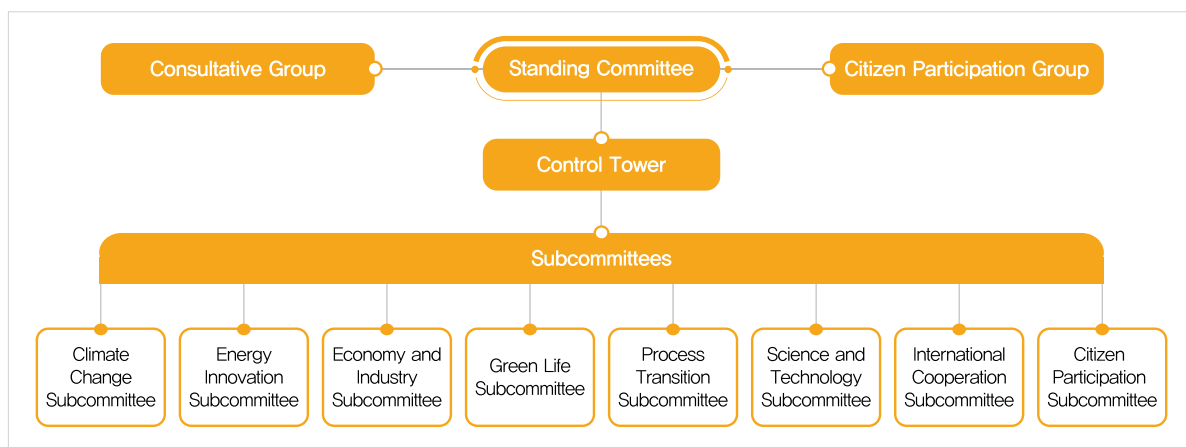 Consultative Group
Standing Committee
Citizen Participation Group
Control Tower
Subcommittees
Climate
Change
Subcommittee
Energy
Innovation
Subcommittee
Economy and
Industry
Subcommittee
Green Life
Subcommittee
Process
Transition
Subcommittee
Science and
Technology
Subcommittee
International
Cooperation
Subcommittee
Citizen
Participation
Subcommittee